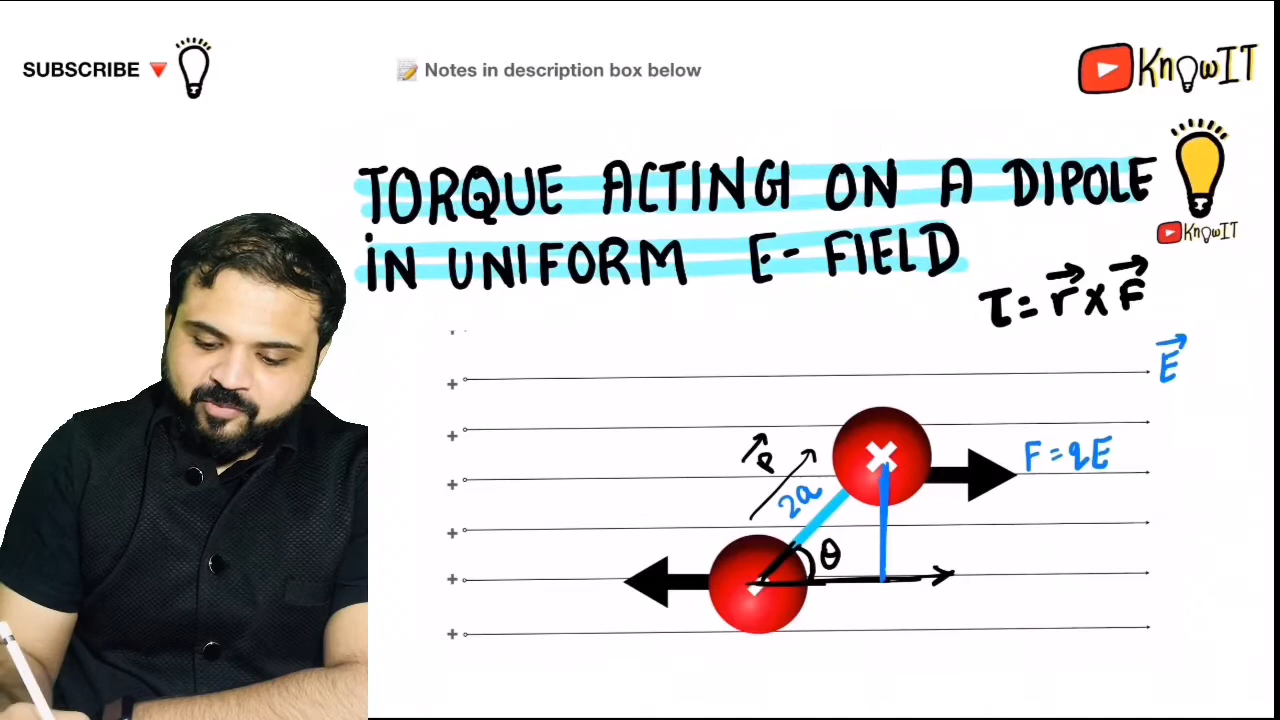 SUBSCRIBE
Notes in description box below
KnowIT
TORQUE ACTING ON A DIPOLE
IN UNIFORM E-FIELD
KnowIT
τ = r⃗ x F⃗
E⃗
F = qE
p⃗
2a
θ